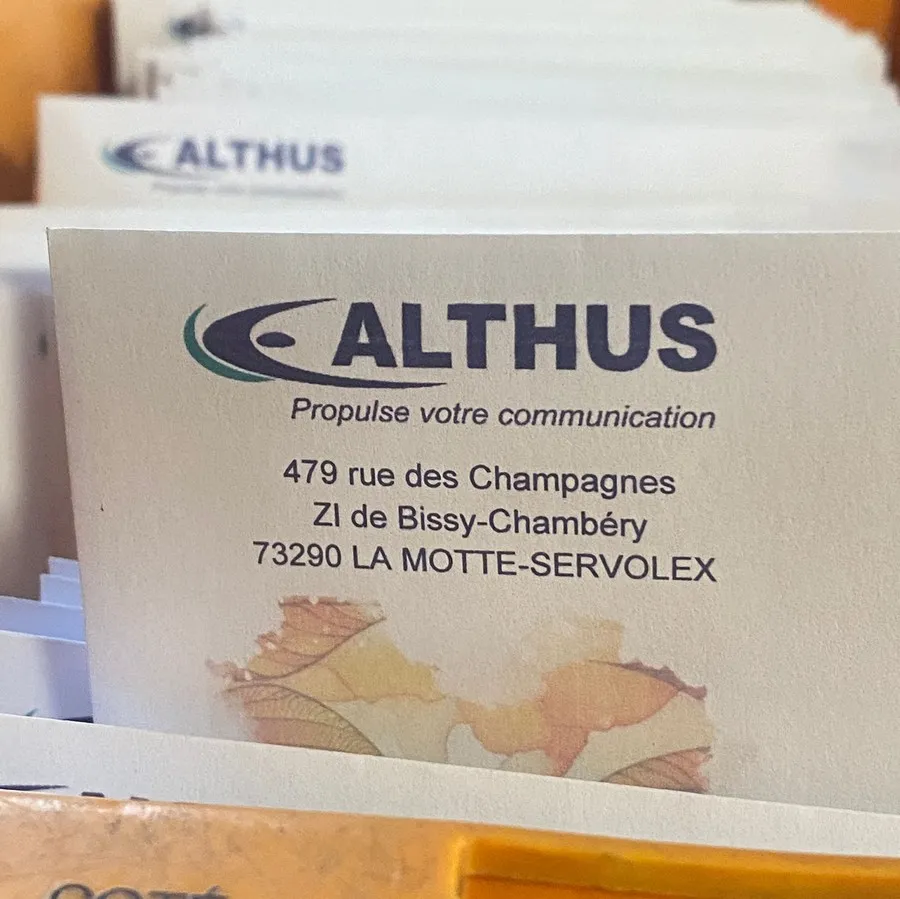 ALTHUS
ALTHUS
Propulse votre communication
479 rue des Champagnes
ZI de Bissy-Chambéry
73290 LA MOTTE-SERVOLEX